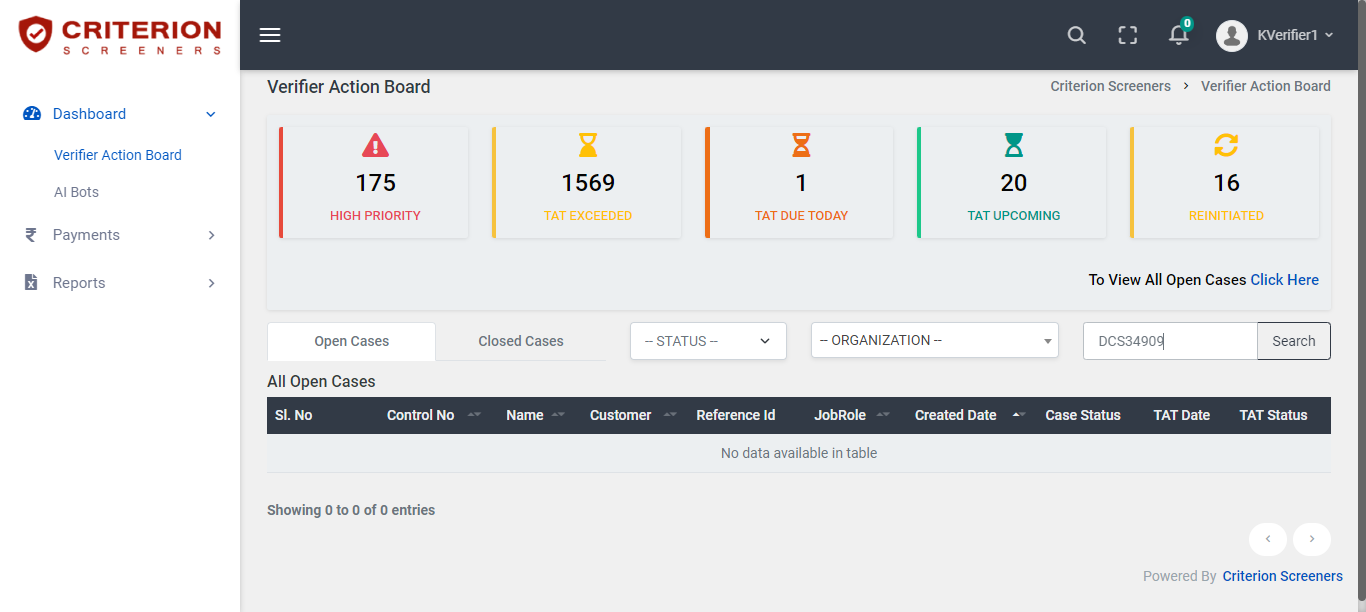 CRITERION
SCREENERS
0
KVerifier1
Verifier Action Board
Criterion Screeners > Verifier Action Board
Dashboard
Verifier Action Board
AI Bots
Payments
Reports
175
HIGH PRIORITY
1569
TAT EXCEEDED
1
TAT DUE TODAY
20
TAT UPCOMING
16
REINITIATED
To View All Open Cases Click Here
Open Cases
Closed Cases
-- STATUS --
-- ORGANIZATION --
DCS34909
Search
All Open Cases
Sl. No Control No Name Customer Reference Id JobRole Created Date Case Status TAT Date TAT Status
No data available in table
Showing 0 to 0 of 0 entries
Powered By Criterion Screeners